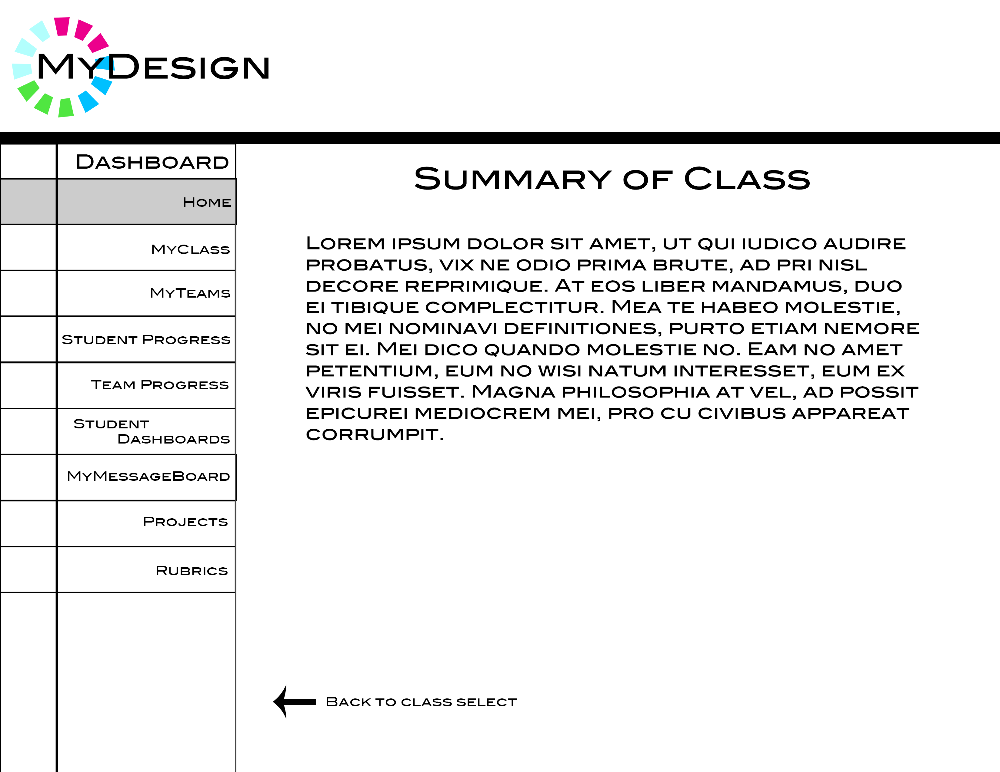 MyDesign
Dashboard
Home
MyClass
MyTeams
Student Progress
Team Progress
Student
Dashboards
MyMessageBoard
Projects
Rubrics
Summary of Class
Lorem ipsum dolor sit amet, ut qui iudico audire
probatus, vix ne odio prima brute, ad pri nisl
decore reprimique. At eos liber mandamus, duo
ei tibique complectitur. Mea te habeo molestie,
no mei nominavi definitiones, purto etiam nemore
sit ei. Mei dico quando molestie no. Eam no amet
petentium, eum no wisi natum interesset, eum ex
viris fuisset. Magna philosophia at vel, ad possit
epicurei mediocrem mei, pro cu civibus appareat
corrumpit.
Back to class select